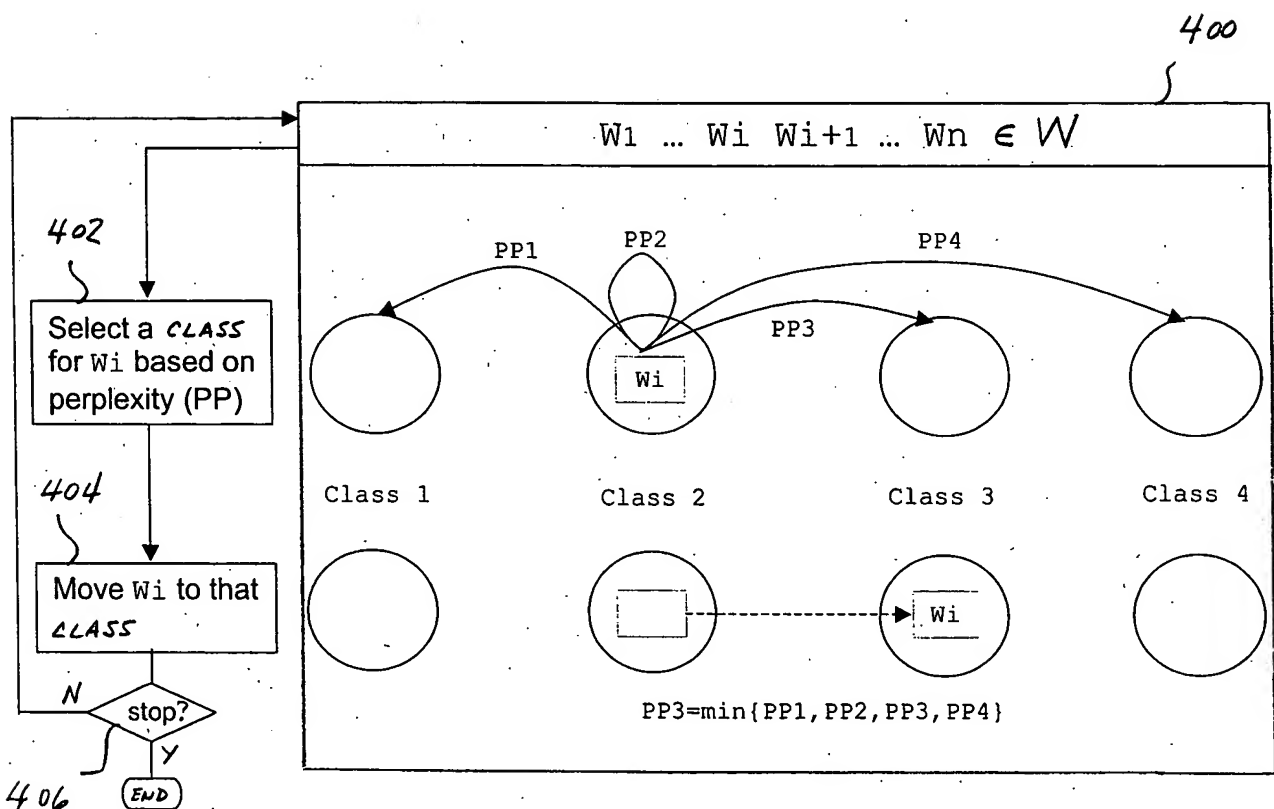 400
W1 ... Wi Wi+1 ... Wn ∈ W
402
PP1
PP2
PP4
PP3
Select a CLASS
for Wi based on
perplexity (PP)
Wi
404
Class 1
Class 2
Class 3
Class 4
Move Wi to that
CLASS
Wi
N
stop?
PP3=min{PP1,PP2,PP3,PP4}
Y
406
END